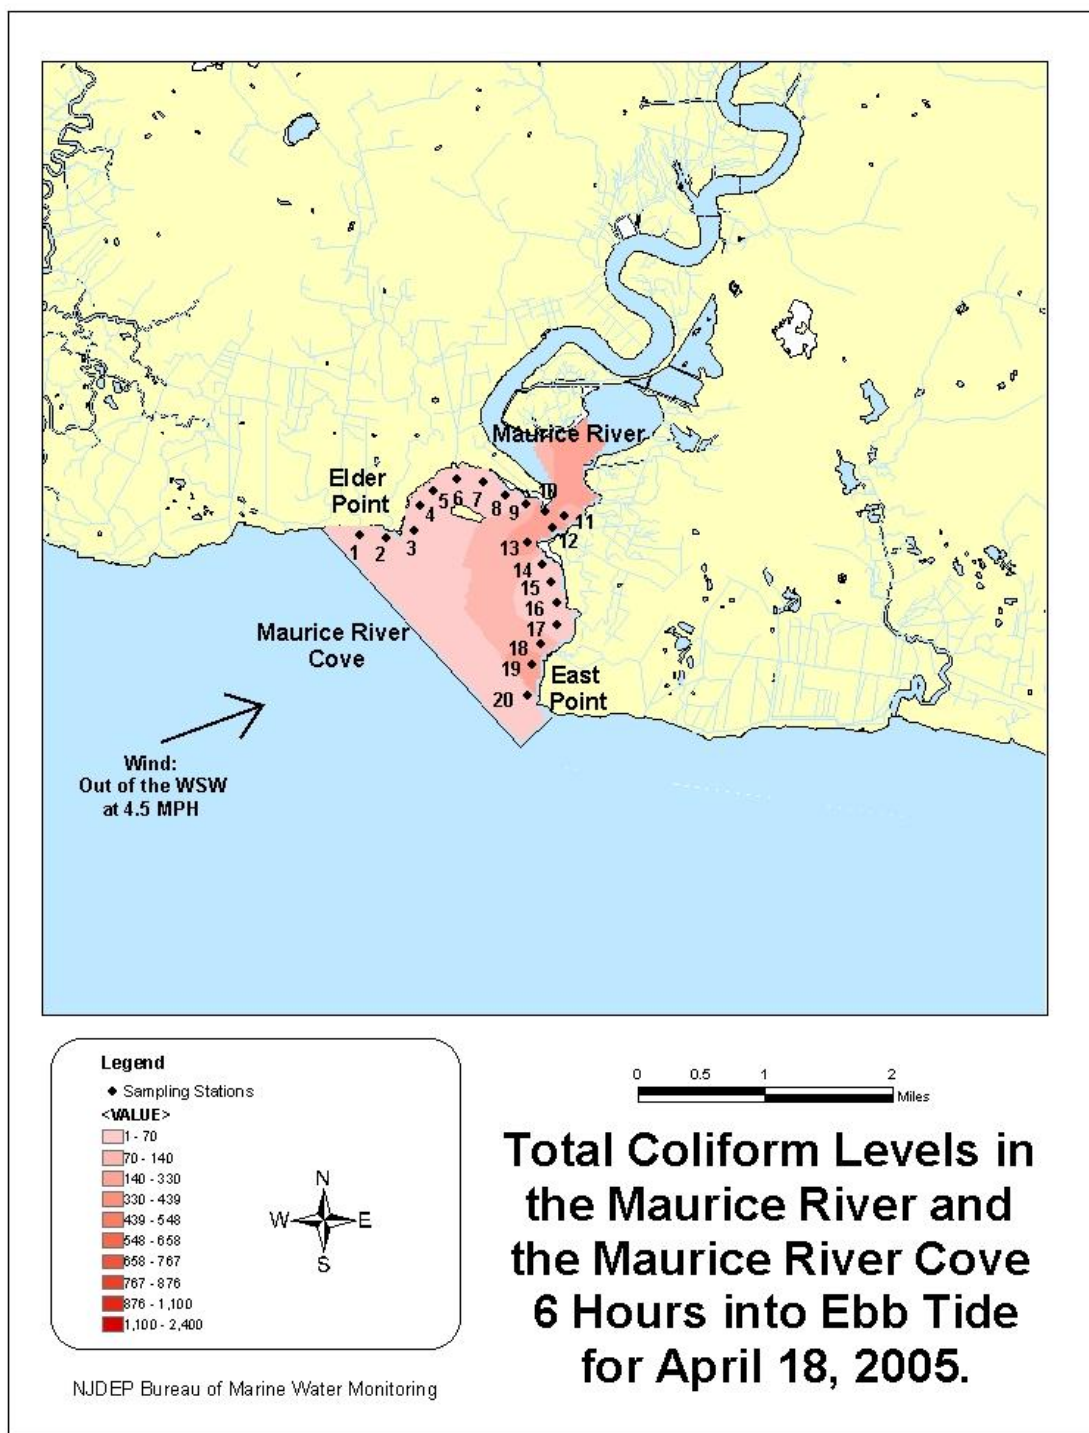 Maurice River
Elder
Point
1
2
3
4
5
6
7
8
9
10
11
12
13
14
15
16
17
18
19
20
Maurice River
Cove
East
Point
Wind:
Out of the WSW
at 4.5 MPH
Legend
Sampling Stations
<VALUE>
1 - 70
70 - 140
140 - 330
330 - 439
439 - 548
548 - 658
658 - 767
767 - 876
876 - 1,100
1,100 - 2,400
N
W
E
S
0 0.5 1 2
Miles
Total Coliform Levels in
the Maurice River and
the Maurice River Cove
6 Hours into Ebb Tide
for April 18, 2005.
NJDEP Bureau of Marine Water Monitoring